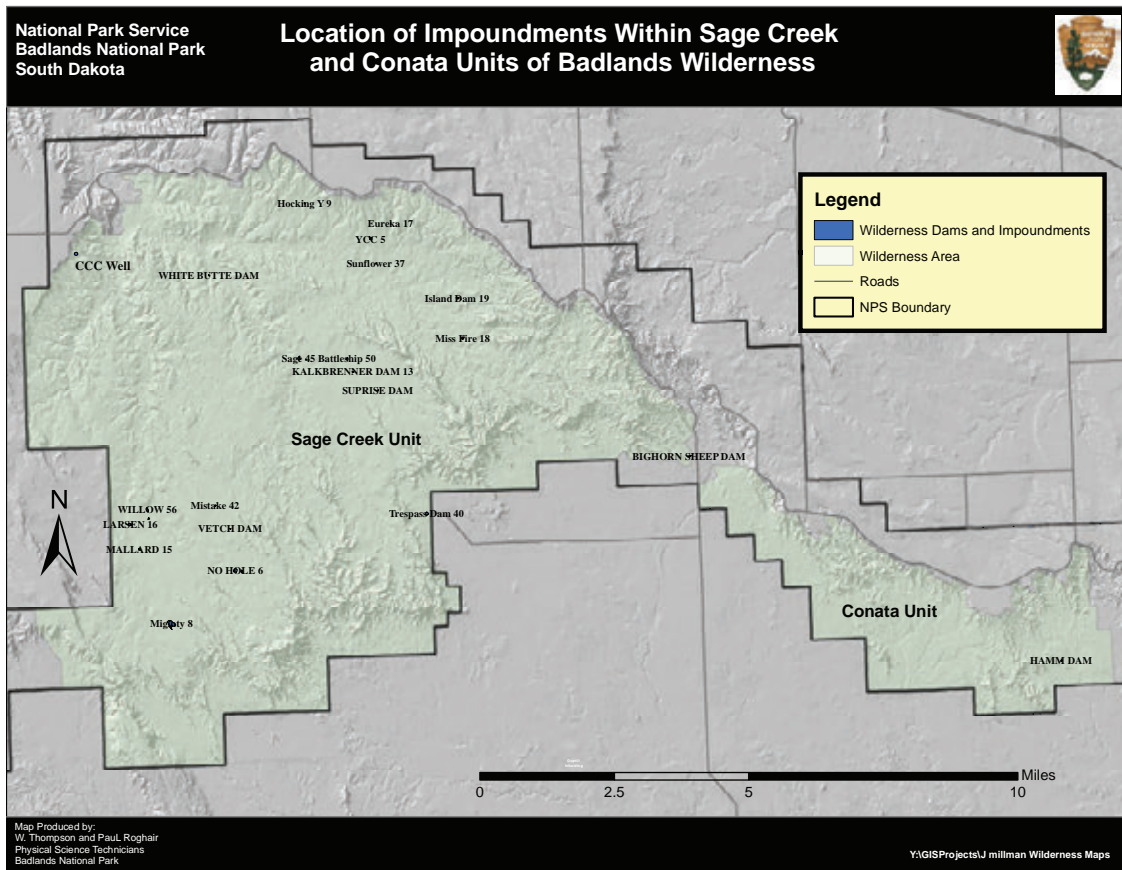 National Park Service
Badlands National Park
South Dakota
Location of Impoundments Within Sage Creek
and Conata Units of Badlands Wilderness
Legend
Wilderness Dams and Impoundments
Wilderness Area
Roads
NPS Boundary
Hocking Y 9
Eureka 17
YCC 5
CCC Well
WHITE BUTTE DAM
Sunflower 37
Island Dam 19
Miss Fire 18
Sage 45 Battleship 50
KALKBRENNER DAM 13
SUPRISE DAM
Sage Creek Unit
BIGHORN SHEEP DAM
N
WILLOW 56
Mistake 42
Trespass Dam 40
LARSEN 16
VETCH DAM
MALLARD 15
NO HOLE 6
Conata Unit
Mighty 8
HAMM DAM
Miles
0 2.5 5 10
Map Produced by:
W. Thompson and PauL Roghair
Physical Science Technicians
Badlands National Park
Y:\GISProjects\J millman Wilderness Maps